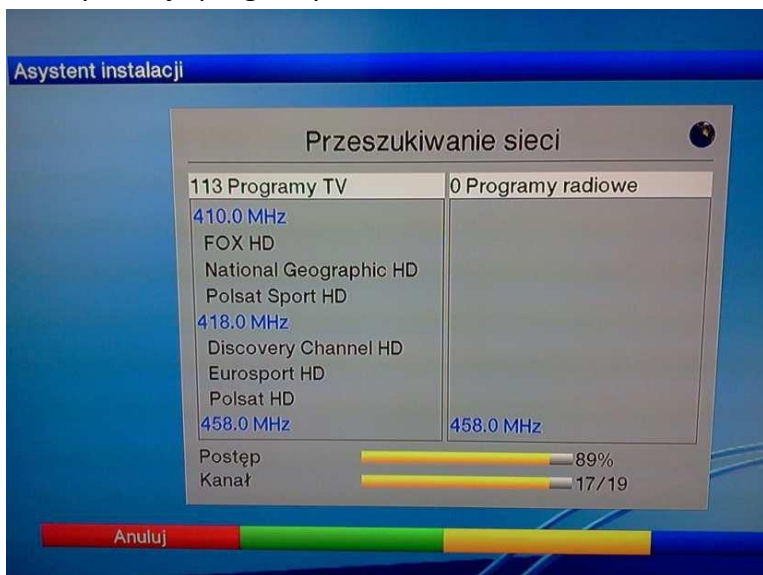 Asystent instalacji
Przeszukiwanie sieci
113 Programy TV
0 Programy radiowe
410.0 MHz
FOX HD
National Geographic HD
Polsat Sport HD
418.0 MHz
Discovery Channel HD
Eurosport HD
Polsat HD
458.0 MHz
458.0 MHz
Postęp 89%
Kanał 17/19
Anuluj